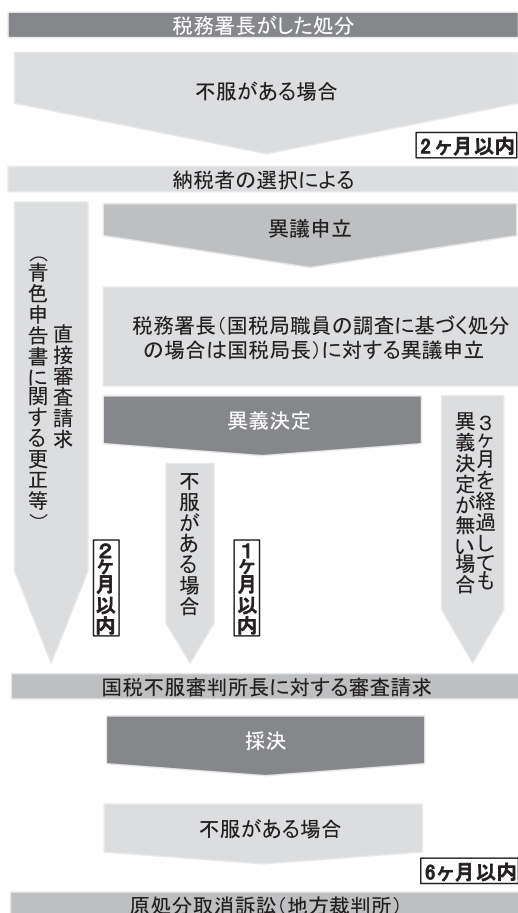 税務署長がした処分
不服がある場合
2ヶ月以内
納税者の選択による
直接審査請求
（青色申告書に関する更正等）
2ヶ月以内
異議申立
税務署長（国税局職員の調査に基づく処分
の場合は国税局長）に対する異議申立
異義決定
不服がある場合
1ヶ月以内
3ヶ月を経過しても
異義決定が無い場合
国税不服審判所長に対する審査請求
採決
不服がある場合
6ヶ月以内
原処分取消訴訟（地方裁判所）